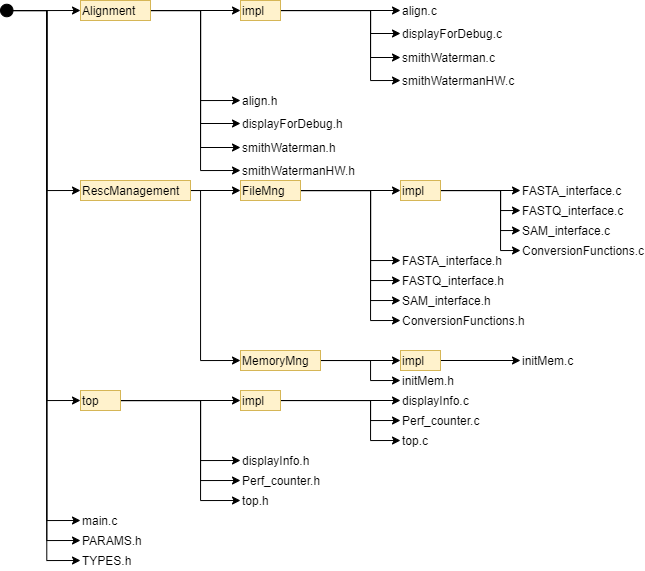 Alignment impl align.c
displayForDebug.c
smithWaterman.c
smithWatermanHW.c
align.h
displayForDebug.h
smithWaterman.h
smithWatermanHW.h
RescManagement FileMng impl FASTA_interface.c
FASTQ_interface.c
SAM_interface.c
ConversionFunctions.c
FASTA_interface.h
FASTQ_interface.h
SAM_interface.h
ConversionFunctions.h
MemoryMng impl initMem.c
initMem.h
top impl displayInfo.c
Perf_counter.c
top.c
displayInfo.h
Perf_counter.h
top.h
main.c
PARAMS.h
TYPES.h